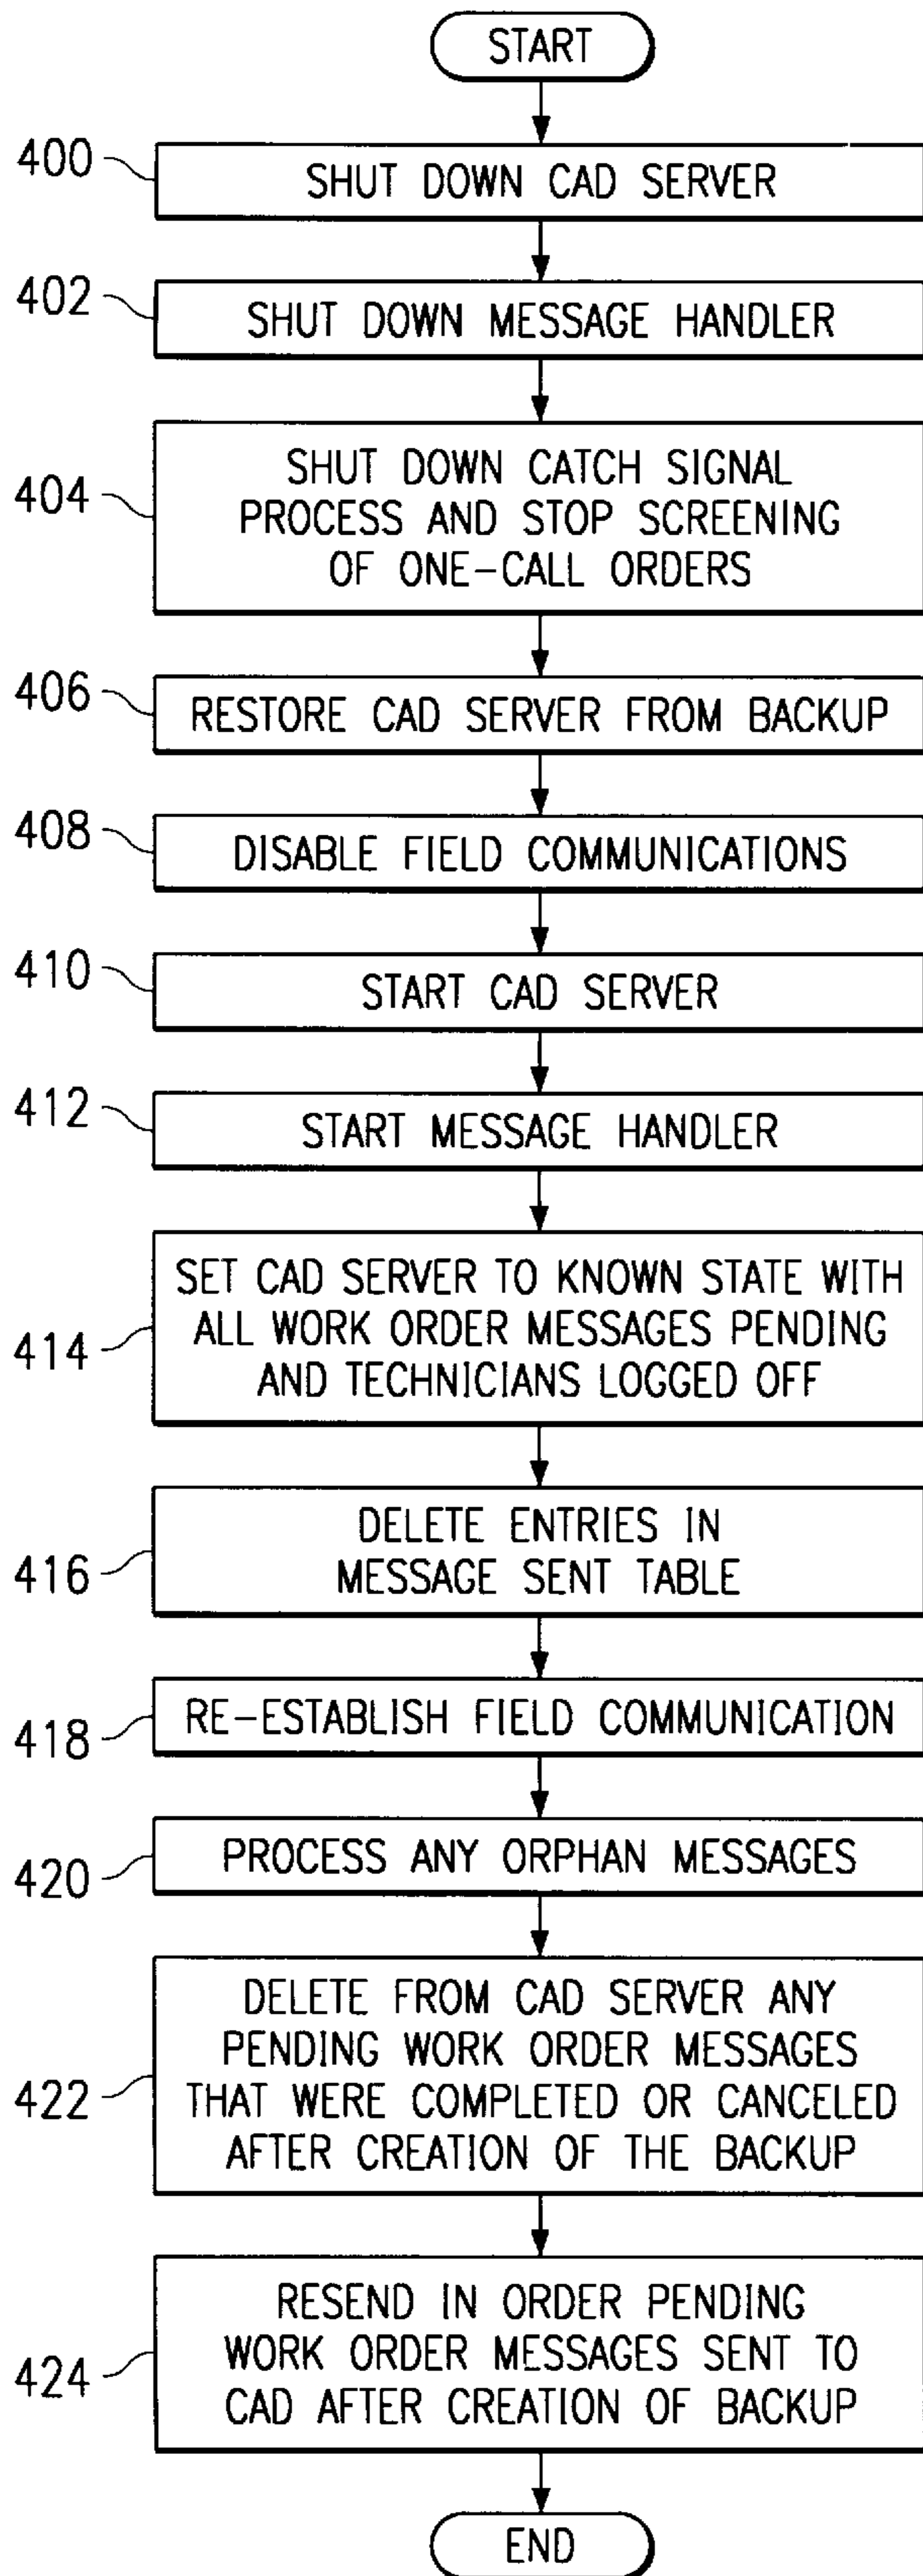 START
400
SHUT DOWN CAD SERVER
402
SHUT DOWN MESSAGE HANDLER
404
SHUT DOWN CATCH SIGNAL
PROCESS AND STOP SCREENING
OF ONE-CALL ORDERS
406
RESTORE CAD SERVER FROM BACKUP
408
DISABLE FIELD COMMUNICATIONS
410
START CAD SERVER
412
START MESSAGE HANDLER
414
SET CAD SERVER TO KNOWN STATE WITH
ALL WORK ORDER MESSAGES PENDING
AND TECHNICIANS LOGGED OFF
416
DELETE ENTRIES IN
MESSAGE SENT TABLE
418
RE-ESTABLISH FIELD COMMUNICATION
420
PROCESS ANY ORPHAN MESSAGES
422
DELETE FROM CAD SERVER ANY
PENDING WORK ORDER MESSAGES
THAT WERE COMPLETED OR CANCELED
AFTER CREATION OF THE BACKUP
424
RESEND IN ORDER PENDING
WORK ORDER MESSAGES SENT TO
CAD AFTER CREATION OF BACKUP
END